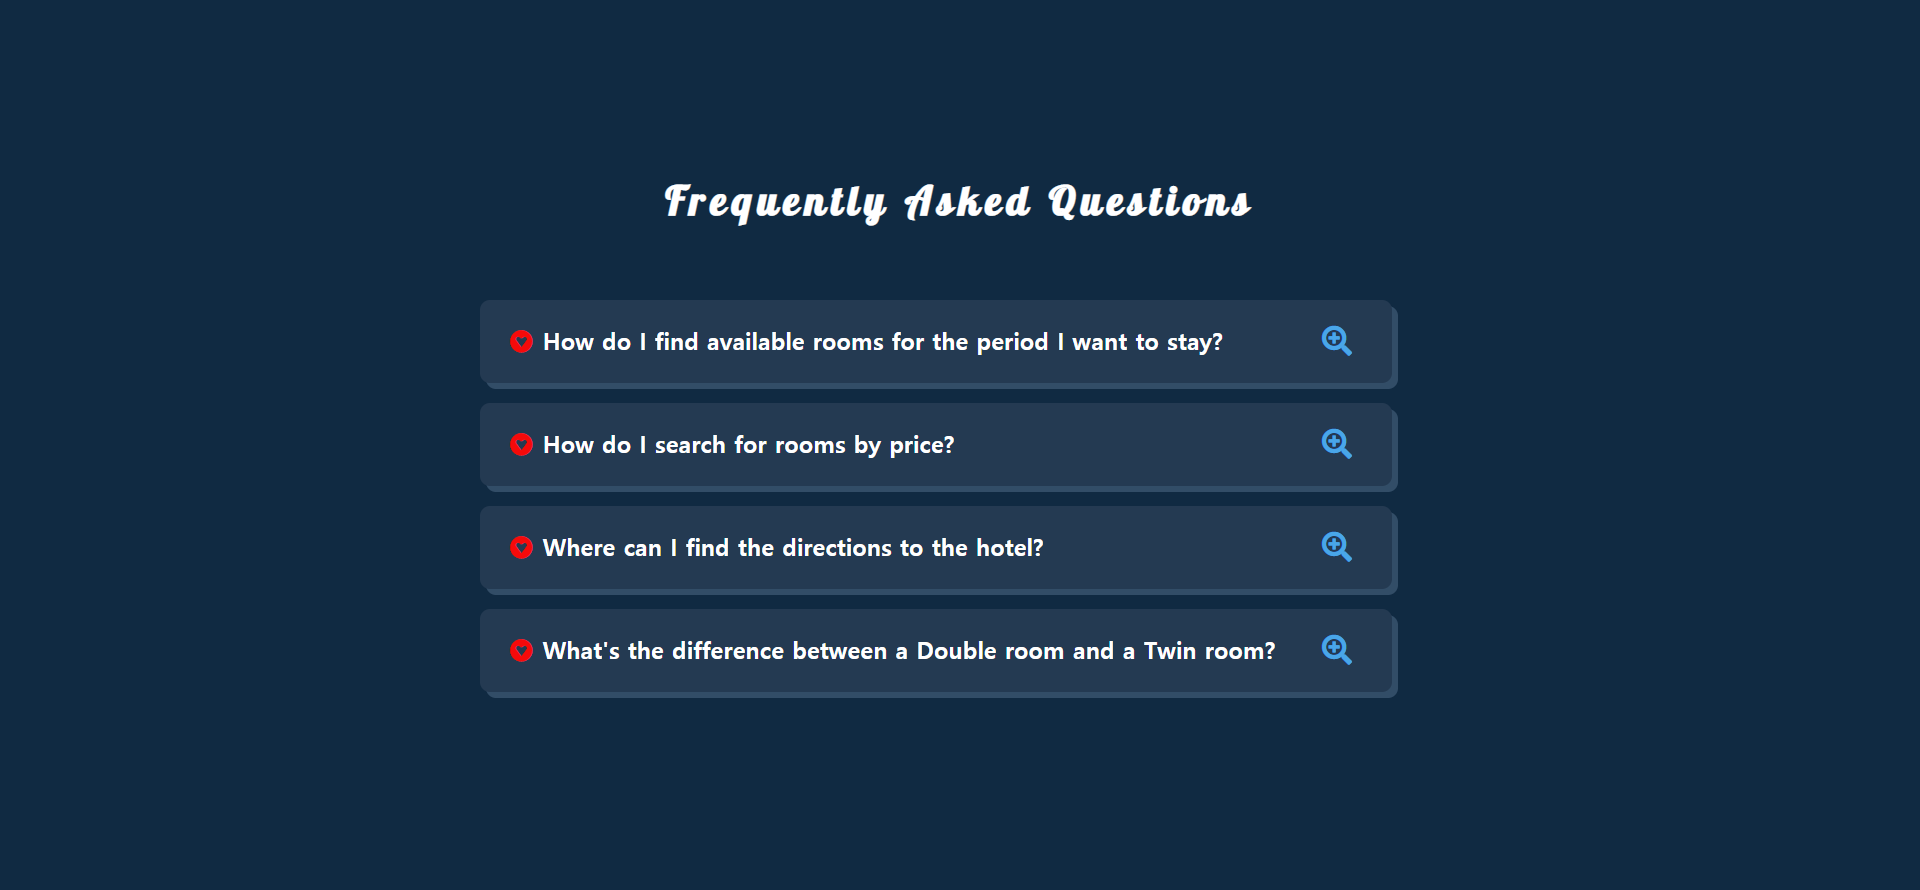 Frequently Asked Questions
How do I find available rooms for the period I want to stay?
How do I search for rooms by price?
Where can I find the directions to the hotel?
What's the difference between a Double room and a Twin room?